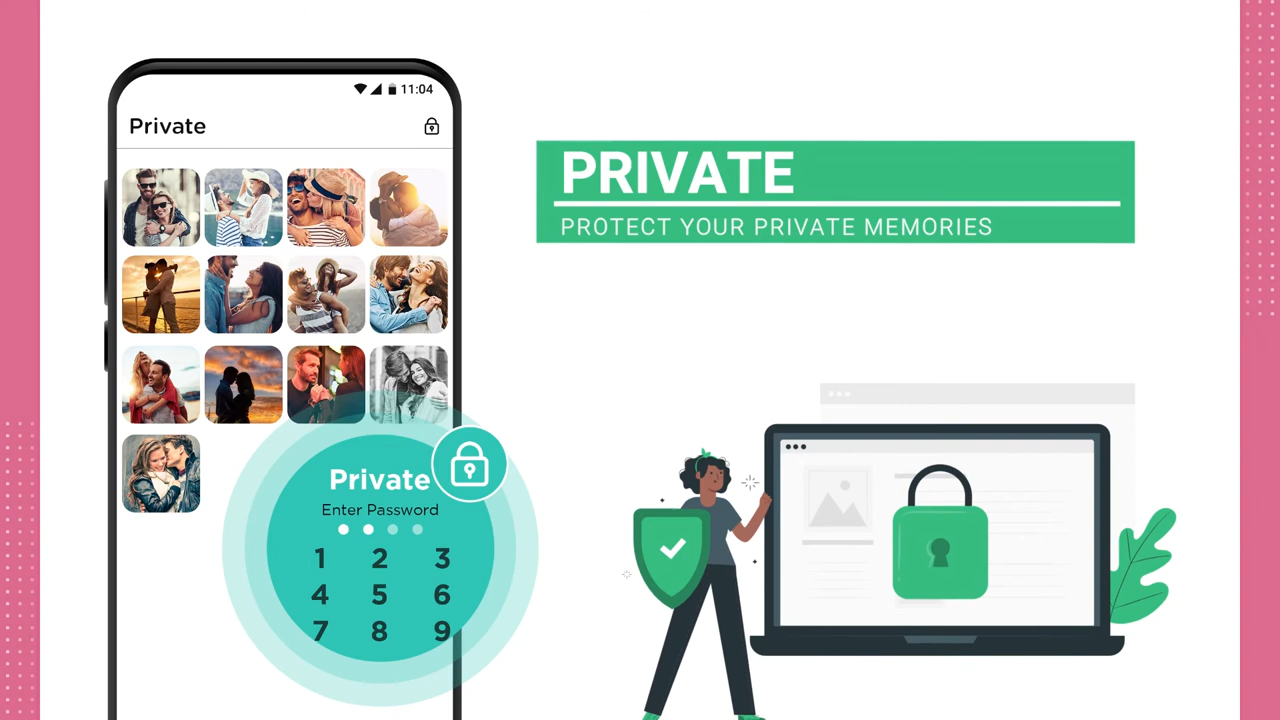 11:04
Private
PRIVATE
PROTECT YOUR PRIVATE MEMORIES
Private
Enter Password
1 2 3
4 5 6
7 8 9